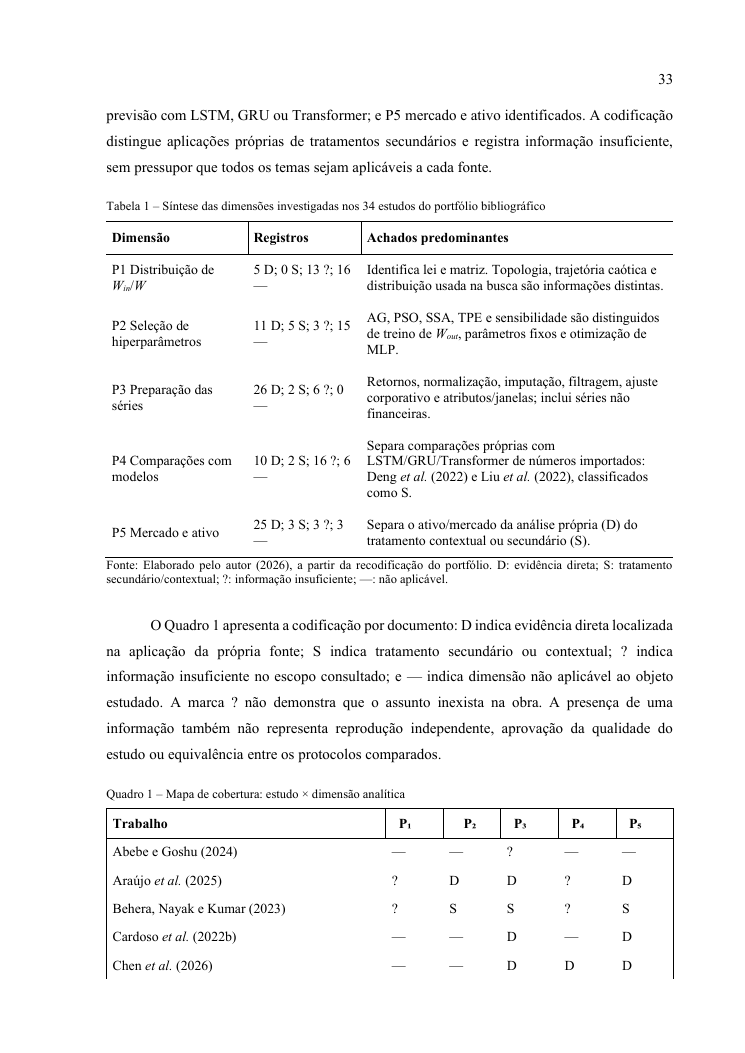 33
previsão com LSTM, GRU ou Transformer; e P5 mercado e ativo identificados. A codificação
distingue aplicações próprias de tratamentos secundários e registra informação insuficiente,
sem pressupor que todos os temas sejam aplicáveis a cada fonte.
Tabela 1 – Síntese das dimensões investigadas nos 34 estudos do portfólio bibliográfico
Dimensão Registros Achados predominantes
P1 Distribuição de 5 D; 0 S; 13 ?; 16 Identifica lei e matriz. Topologia, trajetória caótica e
Win/W — distribuição usada na busca são informações distintas.
P2 Seleção de hiperparâmetros 11 D; 5 S; 3 ?; 15 — AG, PSO, SSA, TPE e sensibilidade são distinguidos
de treino de Wout, parâmetros fixos e otimização de
MLP.
P3 Preparação das séries 26 D; 2 S; 6 ?; 0 — Retornos, normalização, imputação, filtragem, ajuste
corporativo e atributos/janelas; inclui séries não
financeiras.
P4 Comparações com modelos 10 D; 2 S; 16 ?; 6 — Separa comparações próprias com
LSTM/GRU/Transformer de números importados:
Deng et al. (2022) e Liu et al. (2022), classificados
como S.
P5 Mercado e ativo 25 D; 3 S; 3 ?; 3 — Separa o ativo/mercado da análise própria (D) do
tratamento contextual ou secundário (S).
Fonte: Elaborado pelo autor (2026), a partir da recodificação do portfólio. D: evidência direta; S: tratamento
secundário/contextual; ?: informação insuficiente; —: não aplicável.
O Quadro 1 apresenta a codificação por documento: D indica evidência direta localizada
na aplicação da própria fonte; S indica tratamento secundário ou contextual; ? indica
informação insuficiente no escopo consultado; e — indica dimensão não aplicável ao objeto
estudado. A marca ? não demonstra que o assunto inexista na obra. A presença de uma
informação também não representa reprodução independente, aprovação da qualidade do
estudo ou equivalência entre os protocolos comparados.
Quadro 1 – Mapa de cobertura: estudo × dimensão analítica
Trabalho P₁ P₂ P₃ P₄ P₅
Abebe e Goshu (2024) — — ? — —
Araújo et al. (2025) ? D D ? D
Behera, Nayak e Kumar (2023) ? S S ? S
Cardoso et al. (2022b) — — D — D
Chen et al. (2026) — — D D D